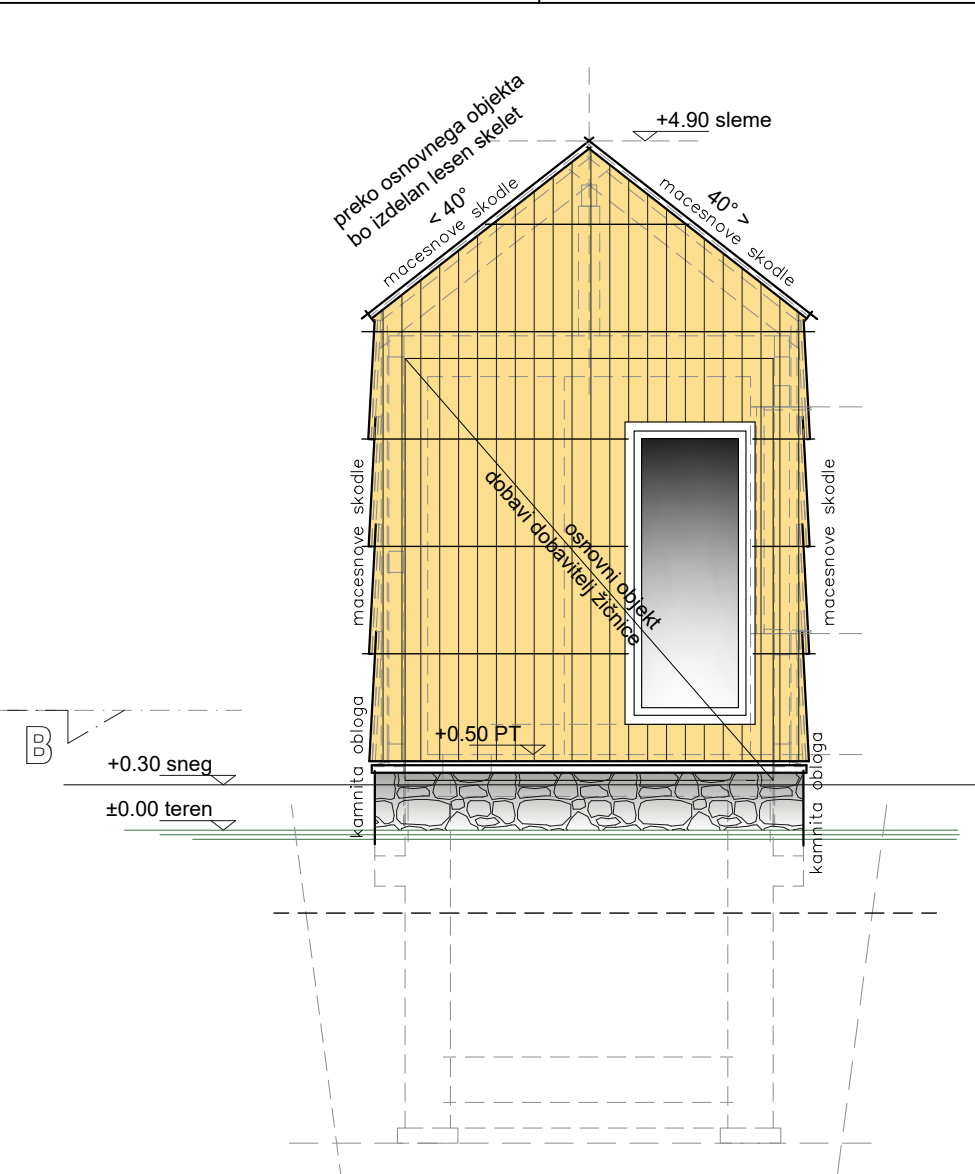 preko osnovnega objekta
bo izdelan lesen skelet
+4.90 sleme
< 40°
macesnove skodle
40° >
macesnove skodle
macesnove skodle
macesnove skodle
osnovni objekt
dobavi dobavitelj žičnice
B
+0.50 PT
kamnita obloga
kamnita obloga
+0.30 sneg
±0.00 teren